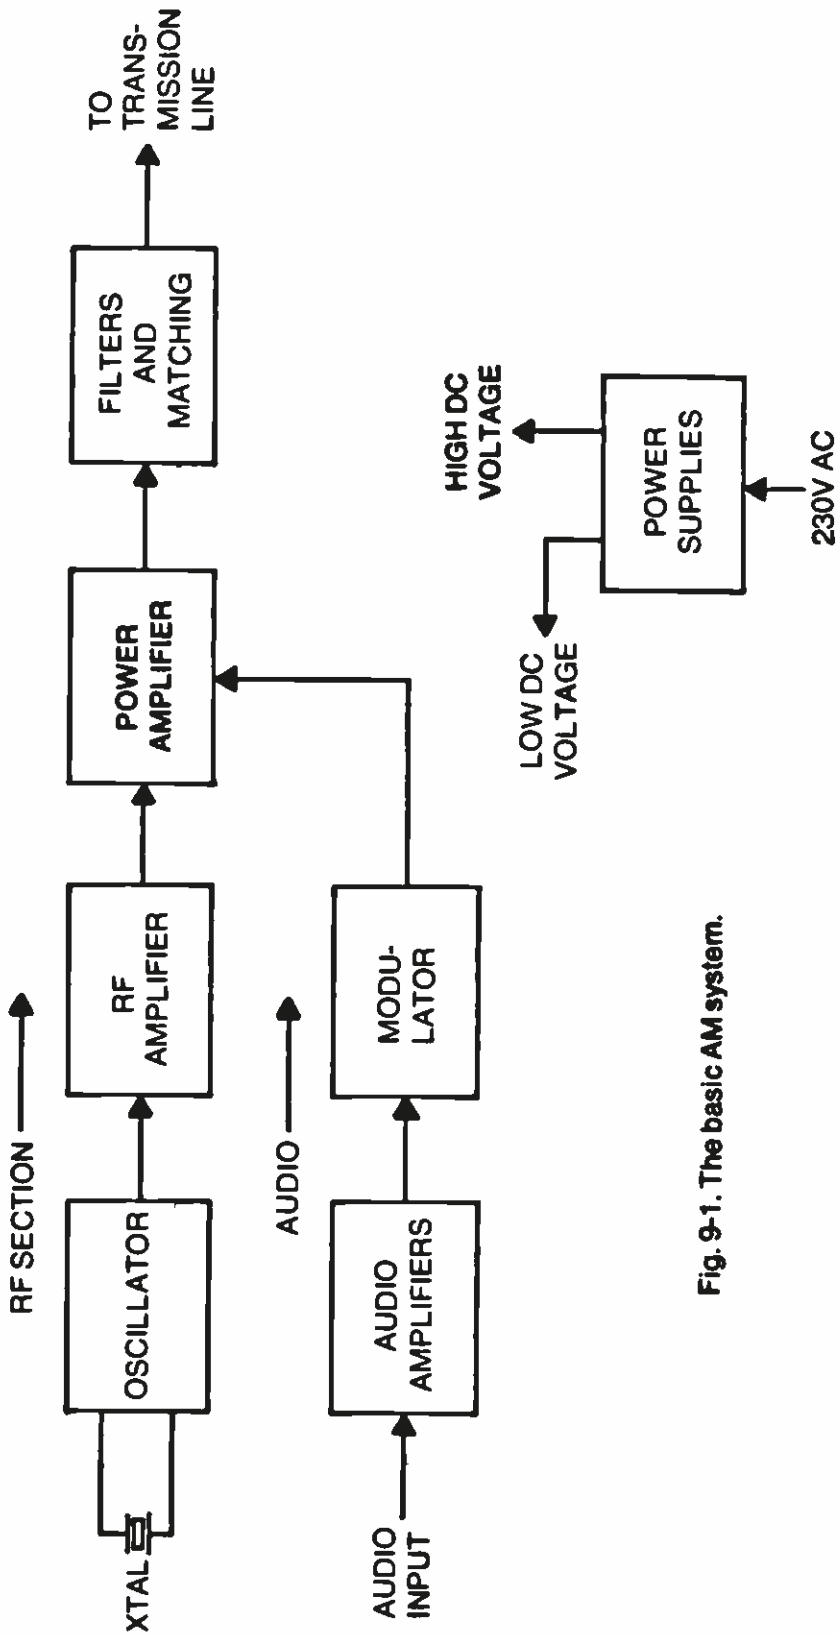 RF SECTION
XTAL
OSCILLATOR
RF
AMPLIFIER
POWER
AMPLIFIER
FILTERS
AND
MATCHING
TO
TRANS-
MISSION
LINE
AUDIO
AUDIO
INPUT
AUDIO
AMPLIFIERS
MODU-
LATOR
LOW DC
VOLTAGE
HIGH DC
VOLTAGE
POWER
SUPPLIES
230V AC
Fig. 9-1. The basic AM system.